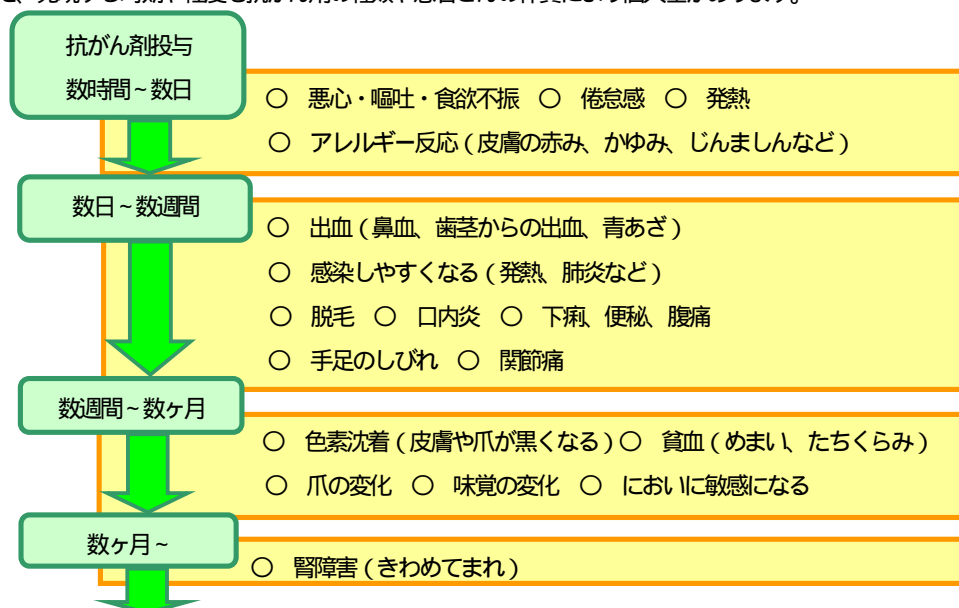 抗がん剤投与
数時間~数日
○ 悪心・嘔吐・食欲不振 ○ 倦怠感 ○ 発熱
○ アレルギー反応(皮膚の赤み、かゆみ、じんましんなど)
数日~数週間
○ 出血(鼻血、歯茎からの出血、青あざ)
○ 感染しやすくなる(発熱、肺炎など)
○ 脱毛 ○ 口内炎 ○ 下痢、便秘、腹痛
○ 手足のしびれ ○ 関節痛
数週間~数ヶ月
○ 色素沈着(皮膚や爪が黒くなる)○ 貧血(めまい、たちくらみ)
○ 爪の変化 ○ 味覚の変化 ○ においに敏感になる
数ヶ月~
○ 腎障害(きわめてまれ)